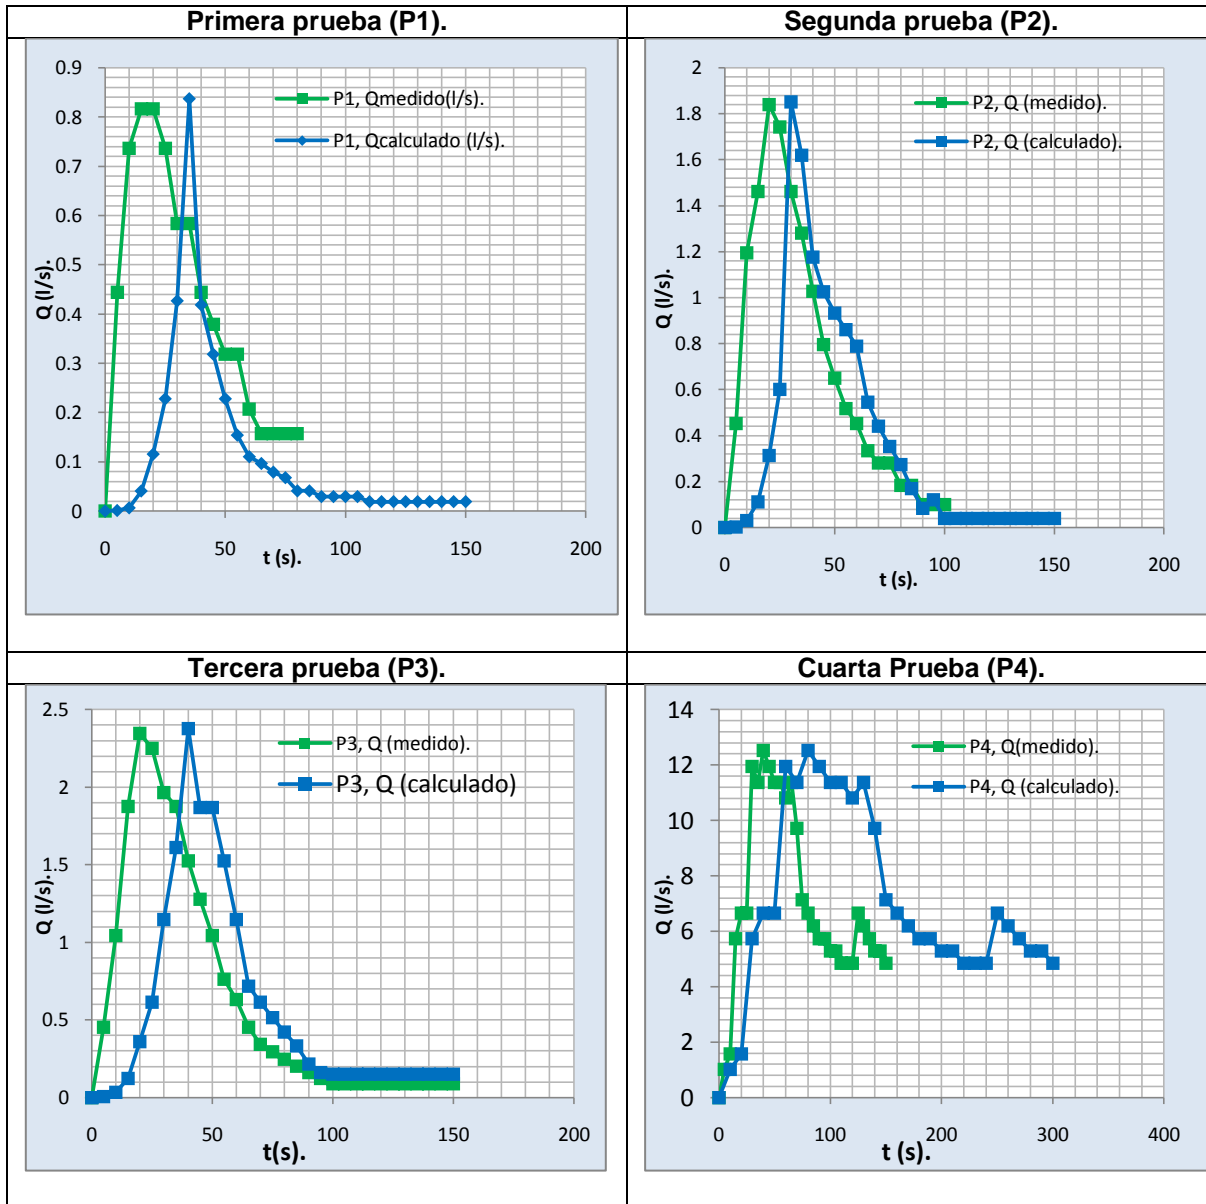 Primera prueba (P1).
0.9
0.8
0.7
0.6
0.5
0.4
0.3
0.2
0.1
0
Q (l/s).
P1, Qmedido(l/s).
P1, Qcalculado (l/s).
0 50 100 150 200
t (s).
Segunda prueba (P2).
2
1.8
1.6
1.4
1.2
1
0.8
0.6
0.4
0.2
0
Q (l/s).
P2, Q (medido).
P2, Q (calculado).
0 50 100 150 200
t (s).
Tercera prueba (P3).
2.5
2
1.5
1
0.5
0
Q (l/s).
P3, Q (medido).
P3, Q (calculado)
0 50 100 150 200
t(s).
Cuarta Prueba (P4).
14
12
10
8
6
4
2
0
Q (l/s).
P4, Q(medido).
P4, Q (calculado).
0 100 200 300 400
t (s).